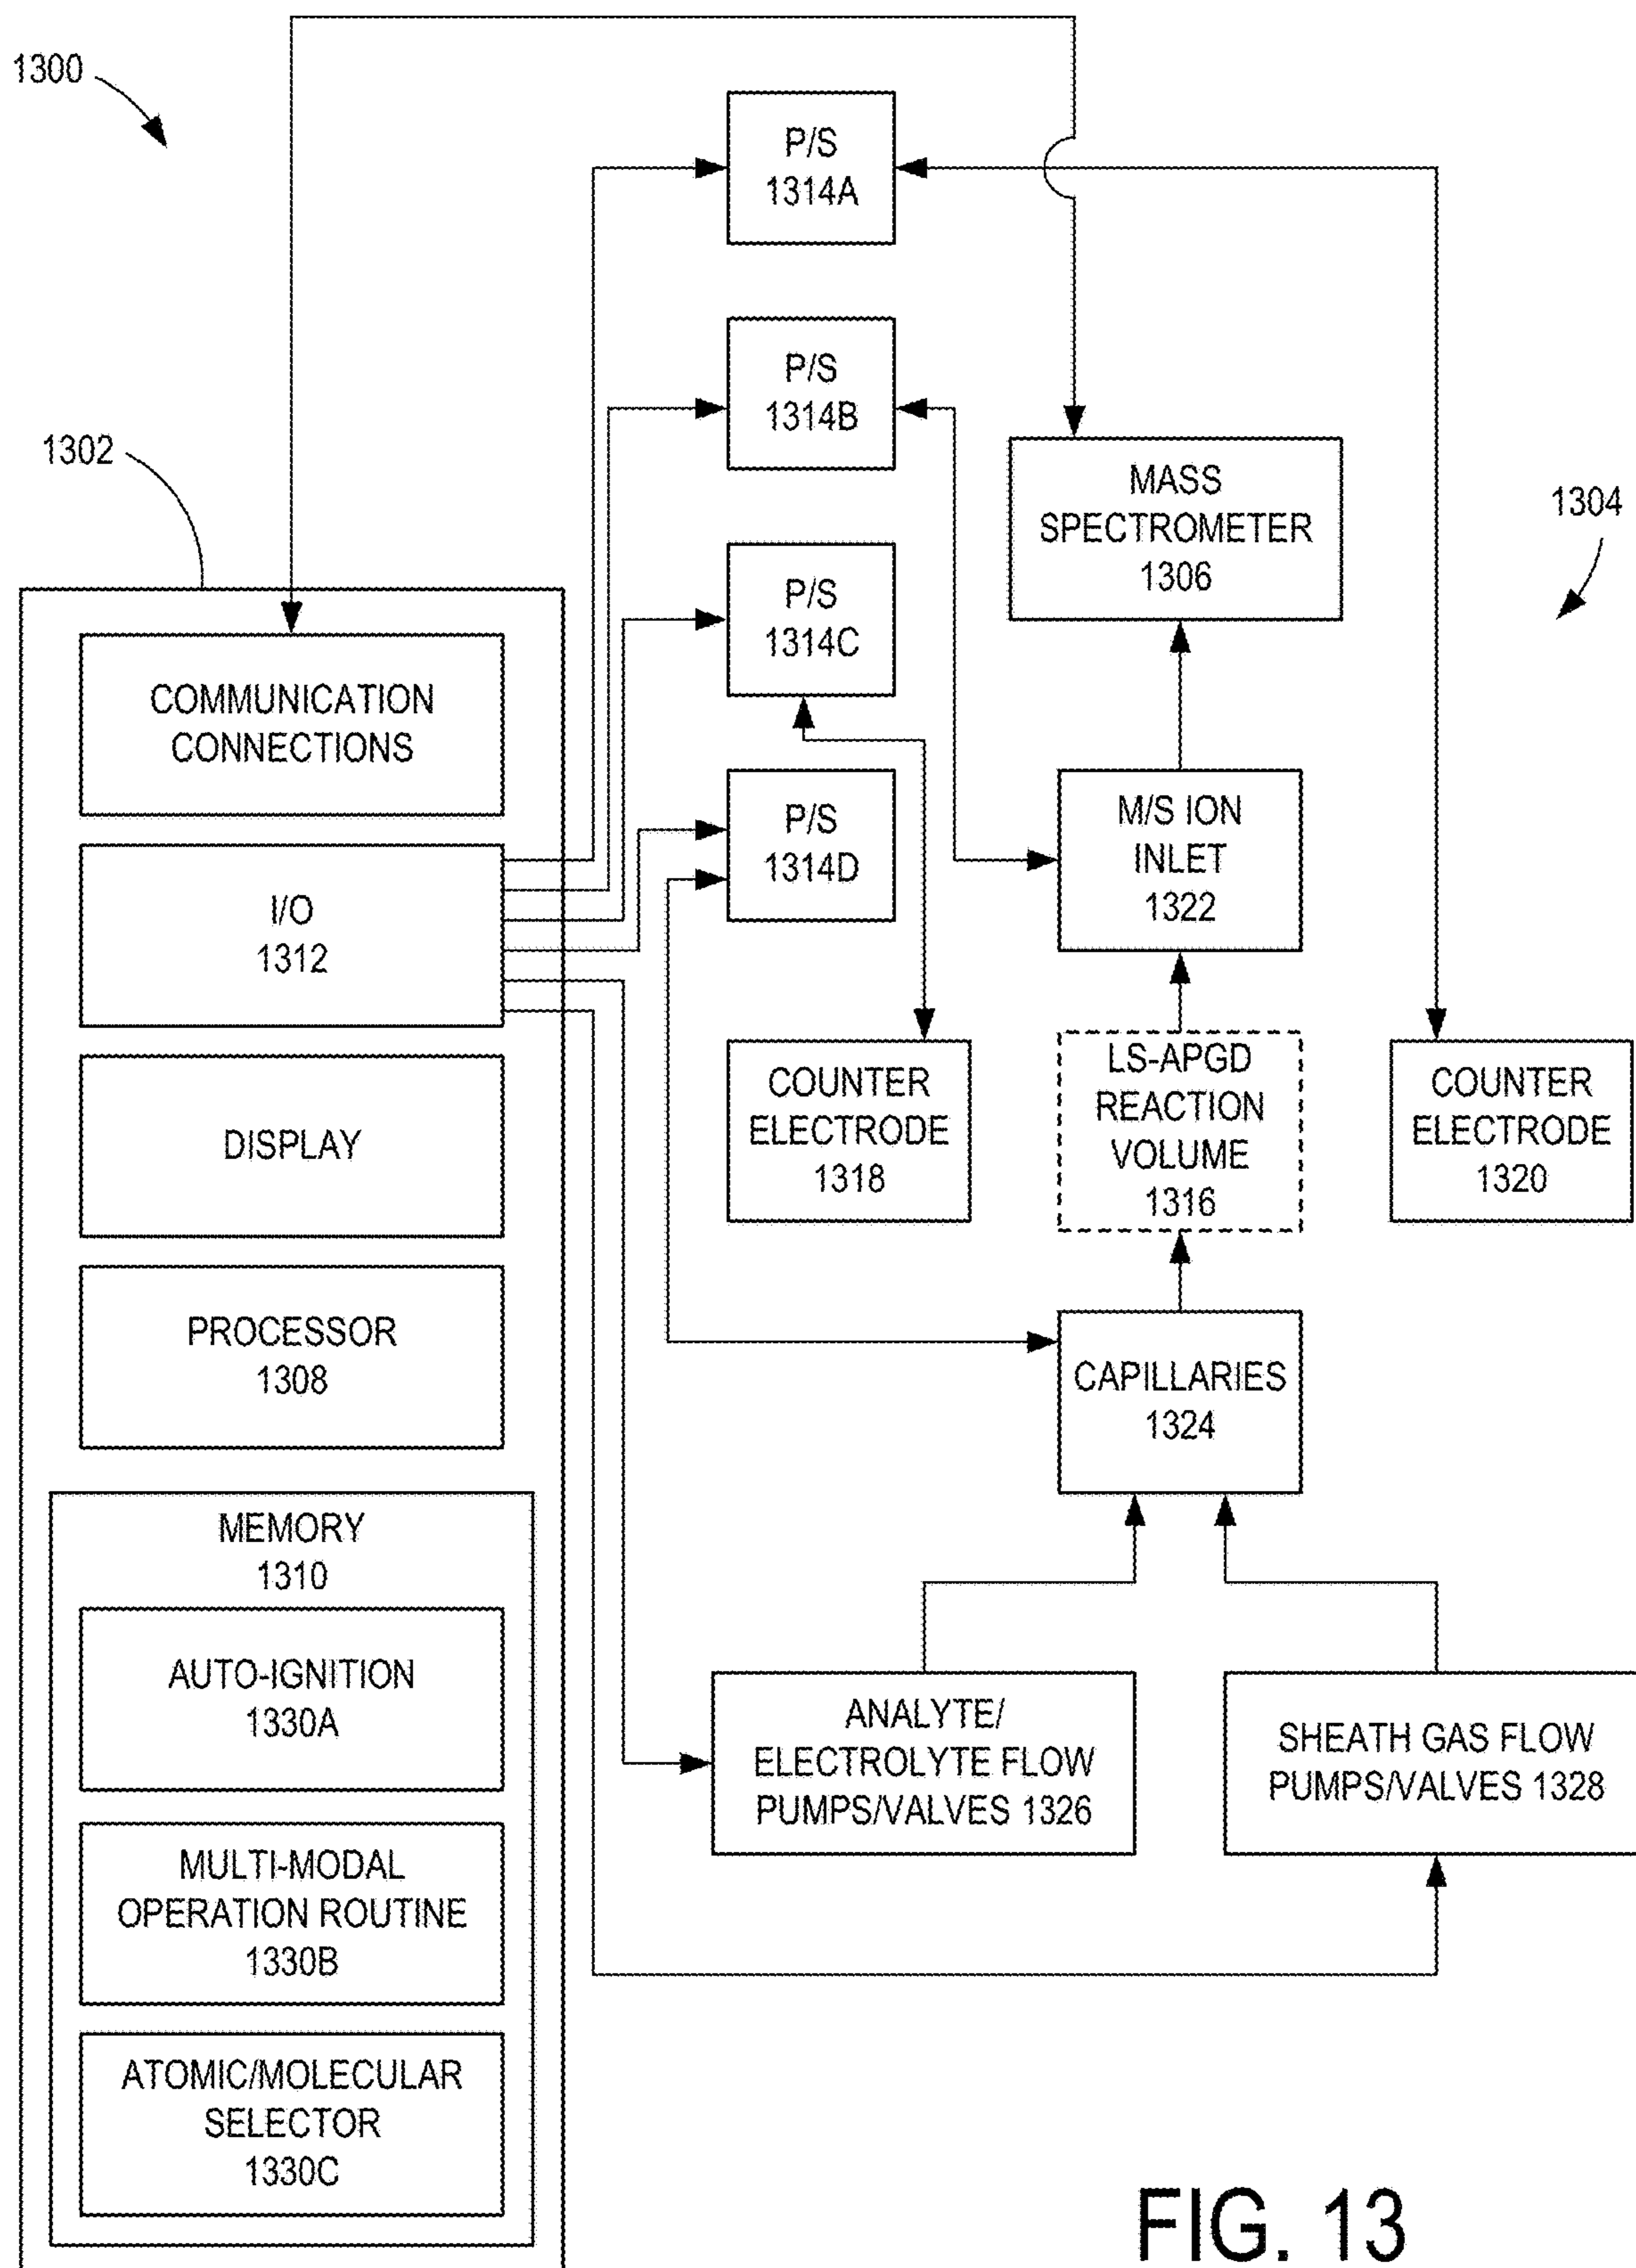 1300
P/S
1314A
P/S
1314B
1302
MASS
SPECTROMETER
1306
1304
P/S
1314C
COMMUNICATION
CONNECTIONS
P/S
1314D
M/S ION
INLET
1322
I/O
1312
COUNTER
ELECTRODE
1318
LS-APGD
REACTION
VOLUME
1316
COUNTER
ELECTRODE
1320
DISPLAY
PROCESSOR
1308
CAPILLARIES
1324
MEMORY
1310
AUTO-IGNITION
1330A
ANALYTE/
ELECTROLYTE FLOW
PUMPS/VALVES 1326
SHEATH GAS FLOW
PUMPS/VALVES 1328
MULTI-MODAL
OPERATION ROUTINE
1330B
ATOMIC/MOLECULAR
SELECTOR
1330C
FIG. 13